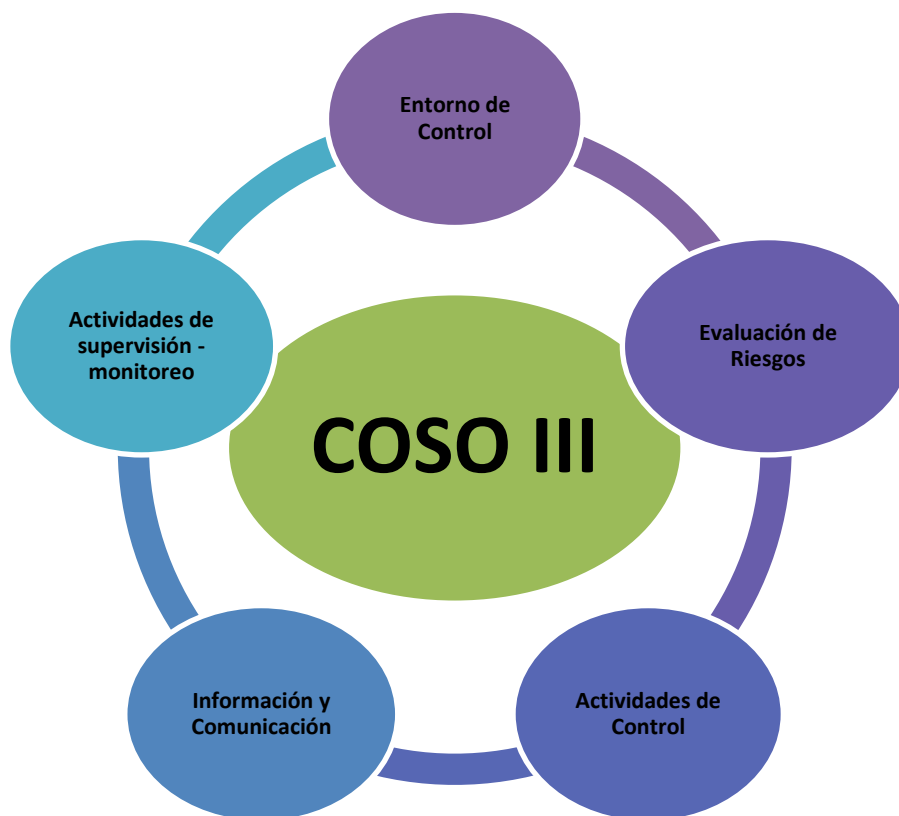 Entorno de
Control
Evaluación de
Riesgos
Actividades de
Control
Información y
Comunicación
Actividades de
supervisión -
monitoreo
COSO III